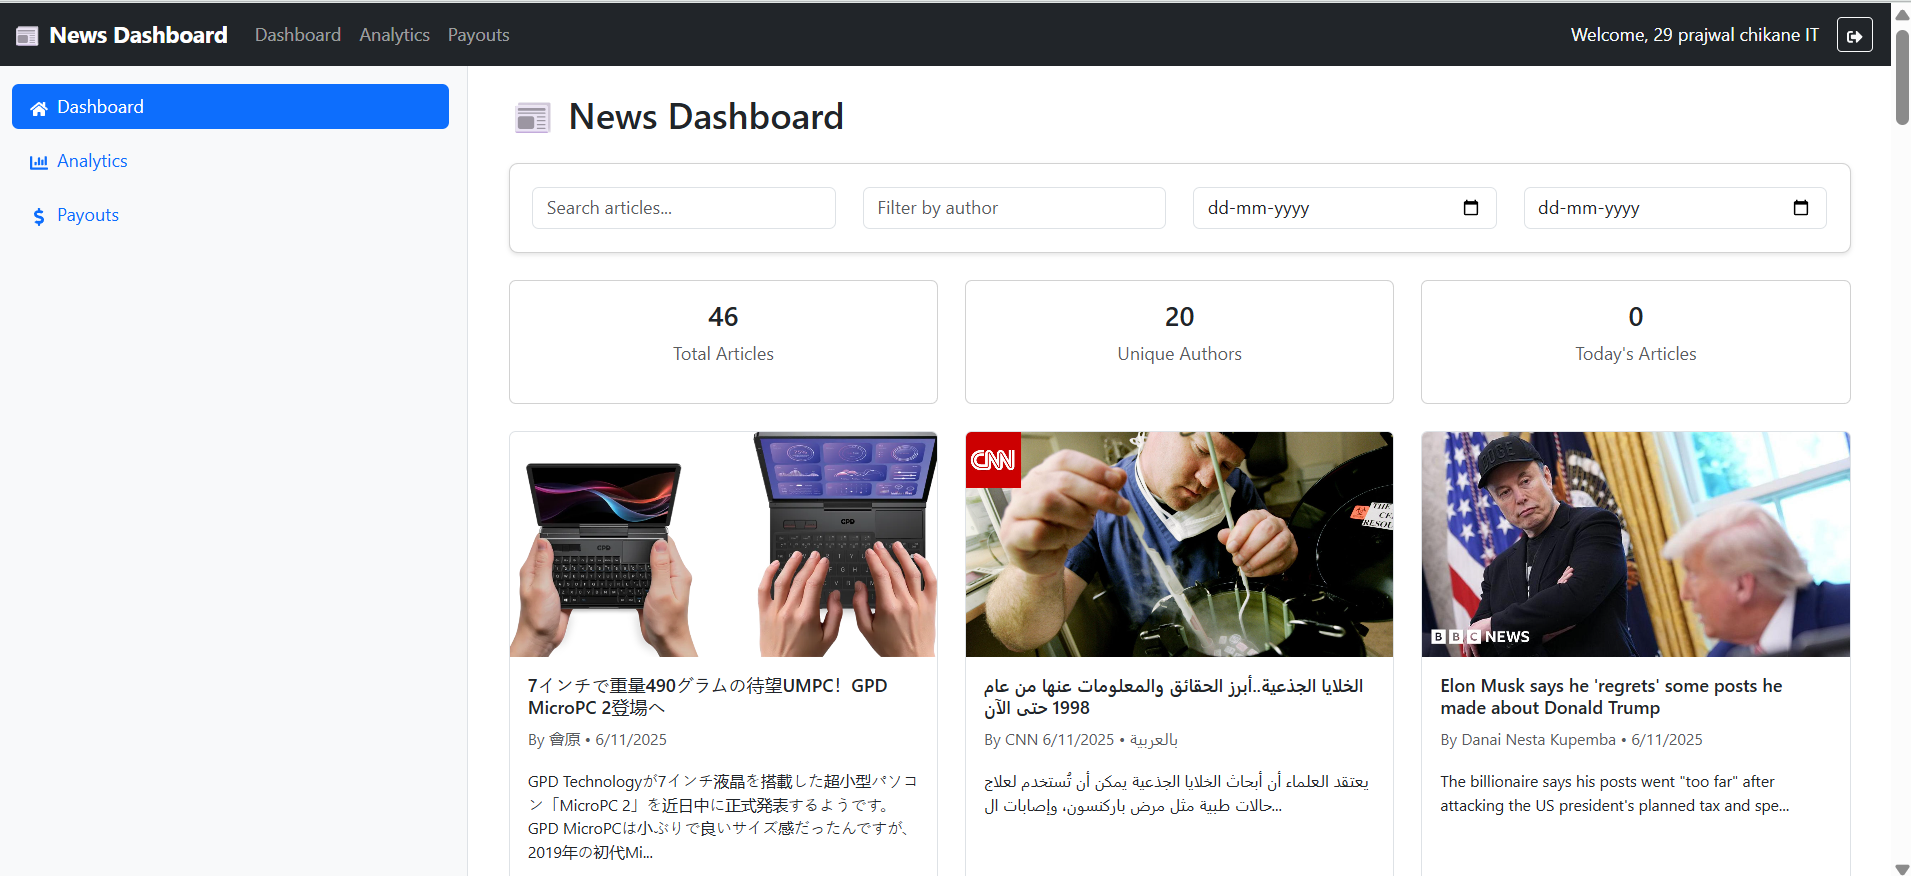 News Dashboard
Dashboard
Analytics
Payouts
Welcome, 29 prajwal chikane IT
Dashboard
Analytics
Payouts
News Dashboard
Search articles...
Filter by author
dd-mm-yyyy
dd-mm-yyyy
46
Total Articles
20
Unique Authors
0
Today's Articles
GPD
GPD
7インチで重量490グラムの待望UMPC！GPD
MicroPC 2登場へ
By 會原 • 6/11/2025
GPD Technologyが7インチ液晶を搭載した超小型パソコ
ン「MicroPC 2」を近日中に正式発表するようです。
GPD MicroPCは小ぶりで良いサイズ感だったんですが、
2019年の初代Mi...
CNN
الخلايا الجذعية..أبرز الحقائق والمعلومات عنها من عام
1998 حتى الآن
By CNN بالعربية • 6/11/2025
يعتقد العلماء أن أبحاث الخلايا الجذعية يمكن أن تُستخدم لعلاج
حالات طبية مثل مرض باركنسون، وإصابات ال...
DOGE
BBC NEWS
Elon Musk says he 'regrets' some posts he
made about Donald Trump
By Danai Nesta Kupemba • 6/11/2025
The billionaire says his posts went "too far" after
attacking the US president's planned tax and spe...